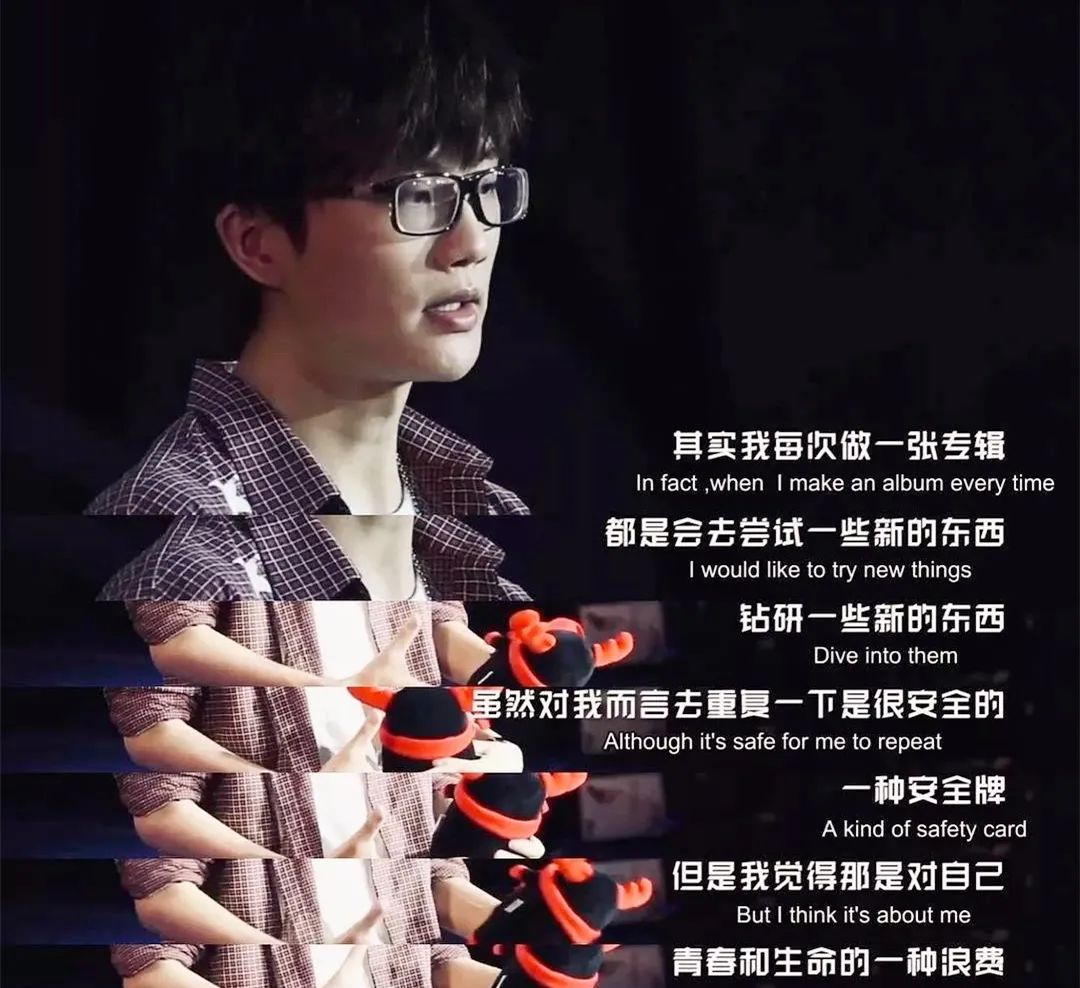 其实我每次做一张专辑
In fact ,when I make an album every time
都是会去尝试一些新的东西
I would like to try new things
钻研一些新的东西
Dive into them
虽然对我而言去重复一下是很安全的
Although it's safe for me to repeat
一种安全牌
A kind of safety card
但是我觉得那是对自己
But I think it's about me
青春和生命的一种浪费